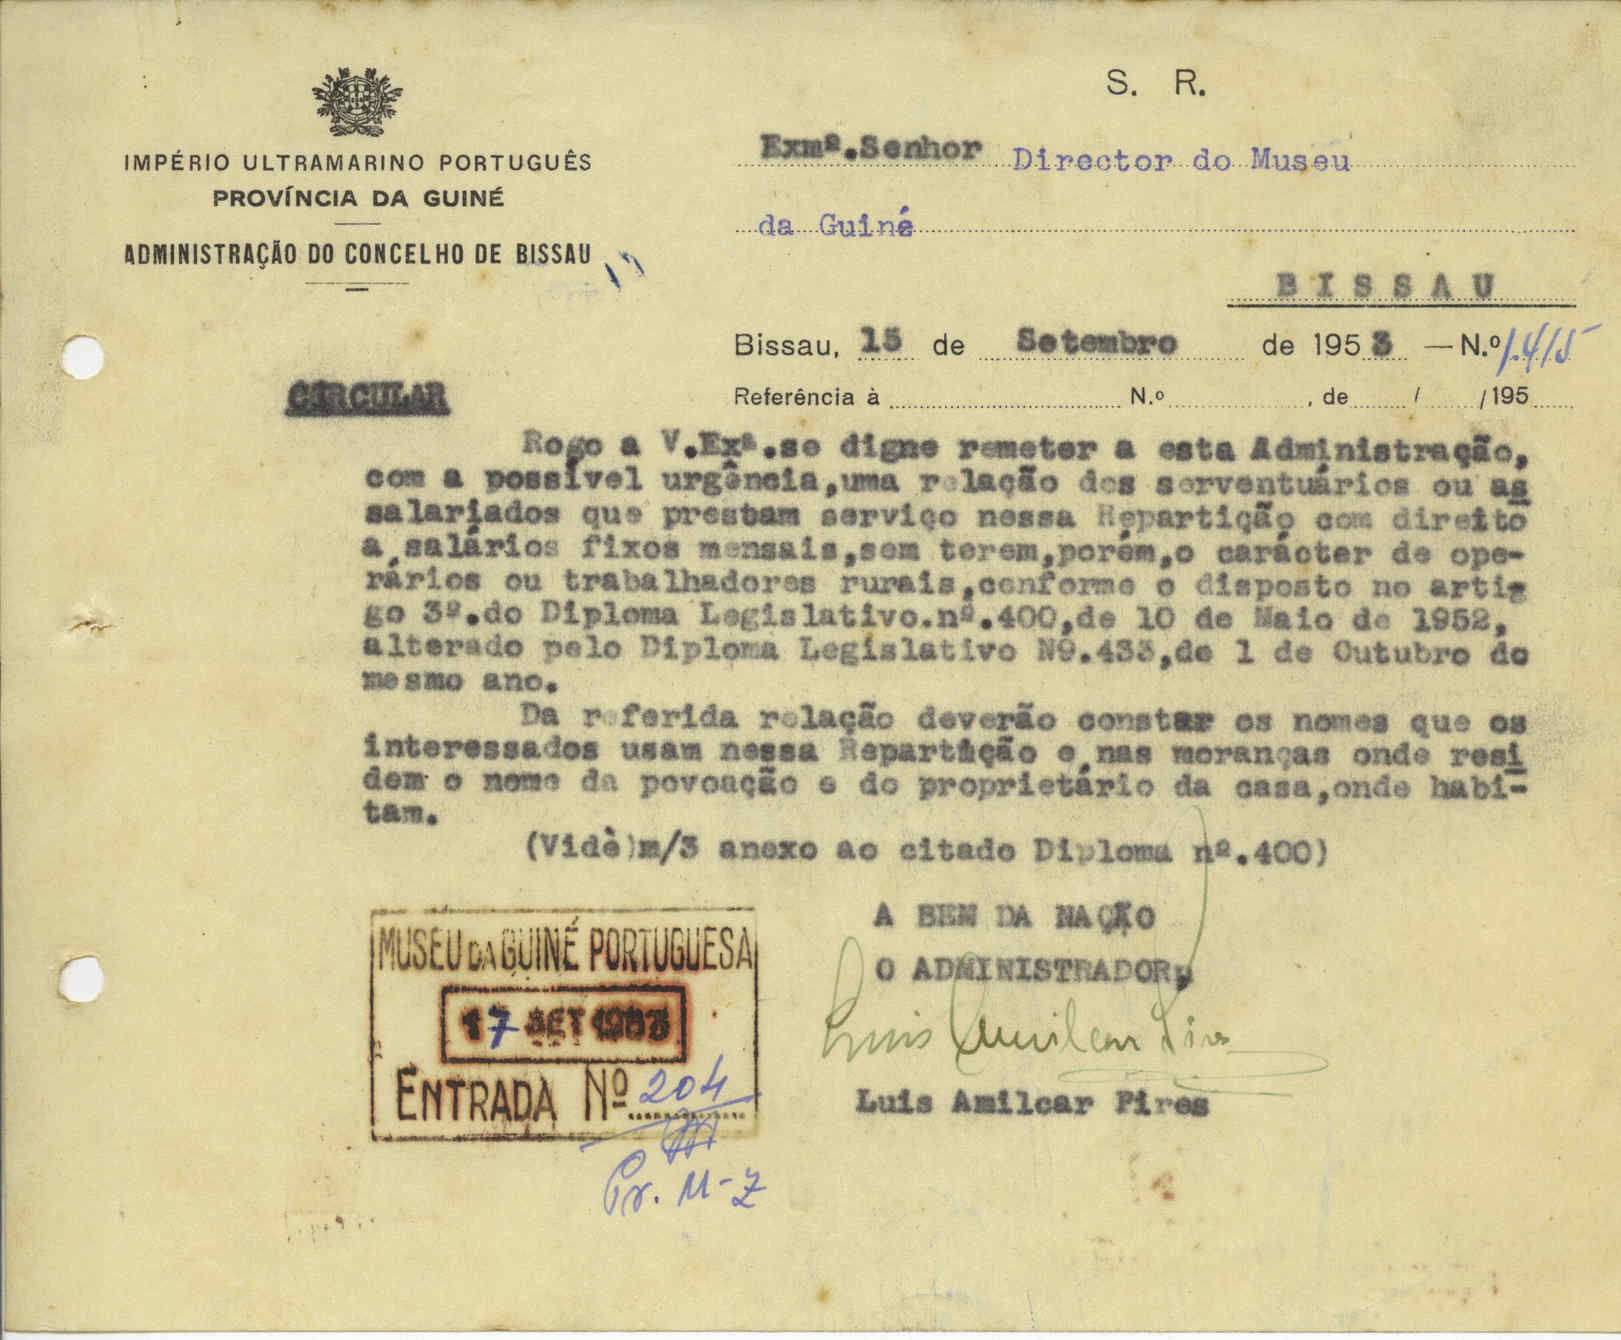 S. R.
IMPÉRIO ULTRAMARINO PORTUGUÊS
PROVÍNCIA DA GUINÉ
ADMINISTRAÇÃO DO CONCELHO DE BISSAU
Exmº.Senhor Director do Museu
da Guiné
BISSAU
Bissau, 15 de Setembro de 1953 — N.º 1.415
Referência à N.º , de / /195
CIRCULAR
Rogo a V.Exª.se digne remeter a esta Administração,
com a possível urgência,uma relação dos serventuários ou as
salariados que prestam serviço nessa Repartição com direito
a salários fixos mensais,sem terem,porém,o carácter de ope-
rários ou trabalhadores rurais,conforme o disposto no arti
go 3º.do Diploma Legislativo.nº.400,de 10 de Maio de 1952,
alterado pelo Diploma Legislativo Nº.433,de 1 de Outubro do
mesmo ano.
Da referida relação deverão constar os nomes que os
interessados usam nessa Repartição e nas moranças onde resi
dem o nome da povoação e do proprietário da casa,onde habi-
tam.
(Vidè)m/3 anexo ao citado Diploma nº.400)
A BEM DA NAÇÃO
O ADMINISTRADOR,
Luis Amilcar Pires
Luis Amilcar Pires
MUSEU DA GUINÉ PORTUGUESA
17 SET 1953
ENTRADA Nº 204
Pr. M-Z